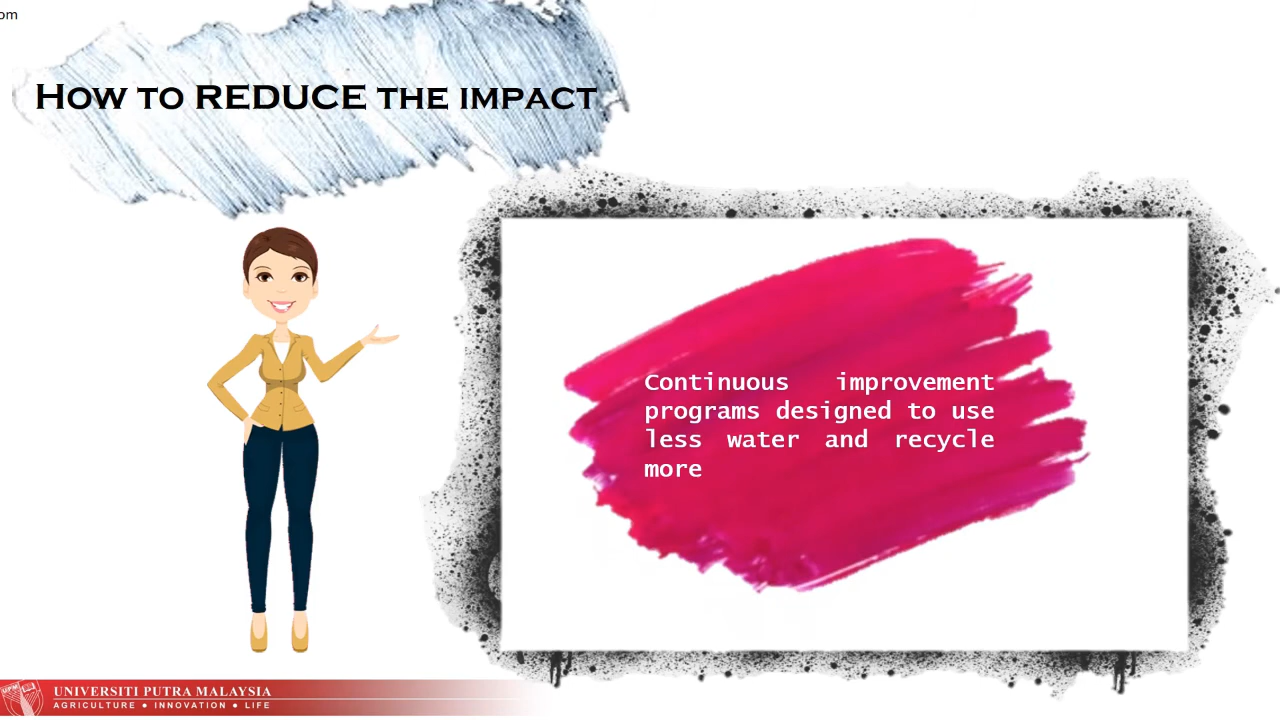 om
How to REDUCE the impact
Continuous improvement
programs designed to use
less water and recycle
more
UPM
UNIVERSITI PUTRA MALAYSIA
AGRICULTURE • INNOVATION • LIFE